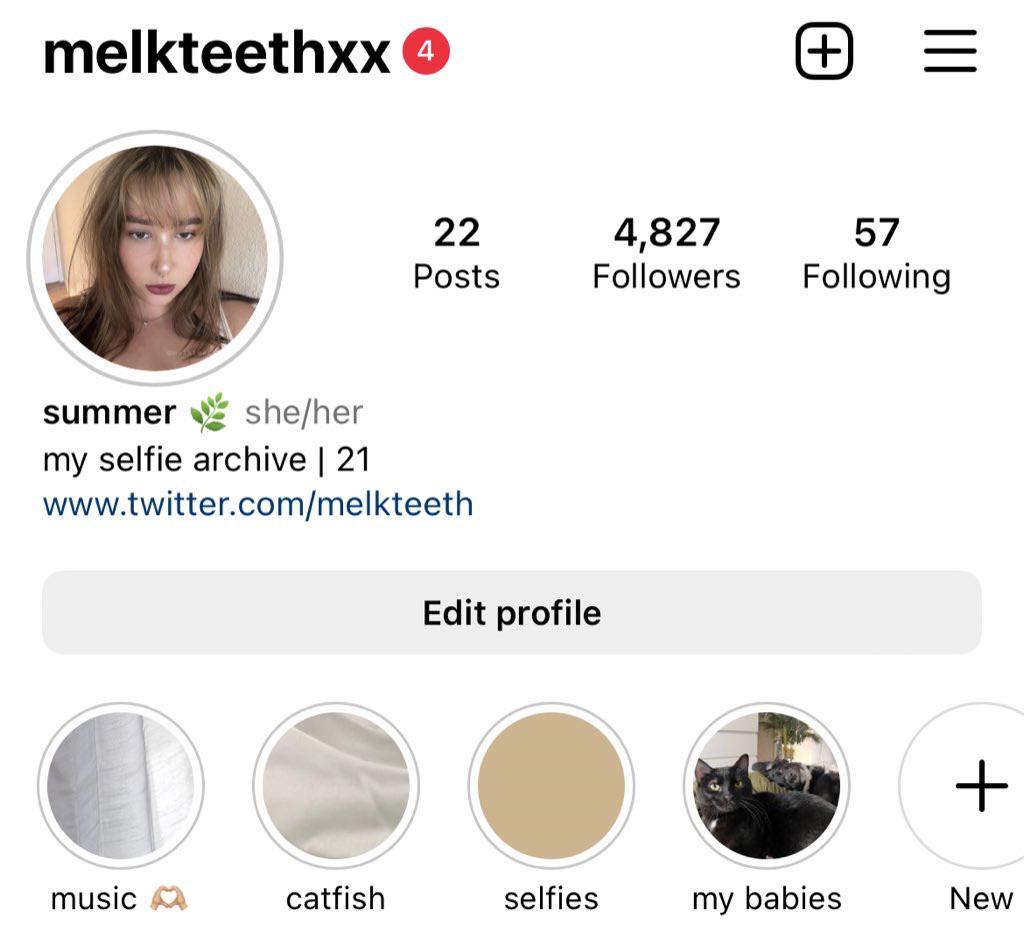 melkteethxx 4
22 4,827 57
Posts Followers Following
summer 🌿 she/her
my selfie archive | 21
www.twitter.com/melkteeth
Edit profile
music 🫶🏼 catfish selfies my babies New